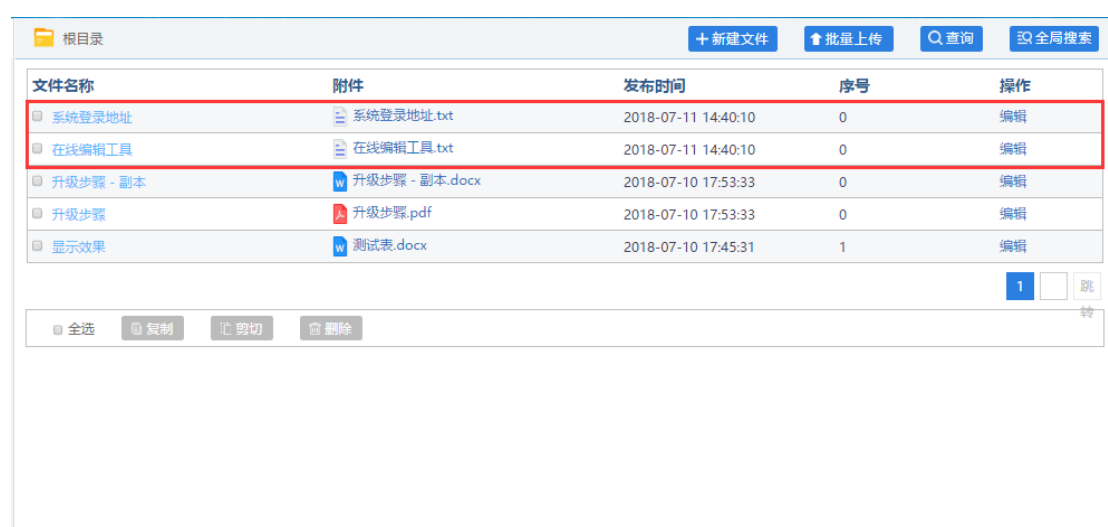 根目录 新建文件 批量上传 查询 全局搜索
文件名称 附件 发布时间 序号 操作
系统登录地址 系统登录地址.txt 2018-07-11 14:40:10 0 编辑
在线编辑工具 在线编辑工具.txt 2018-07-11 14:40:10 0 编辑
升级步骤 - 副本 升级步骤 - 副本.docx 2018-07-10 17:53:33 0 编辑
升级步骤 升级步骤.pdf 2018-07-10 17:53:33 0 编辑
显示效果 测试表.docx 2018-07-10 17:45:31 1 编辑
1 跳
转
全选 复制 剪切 删除